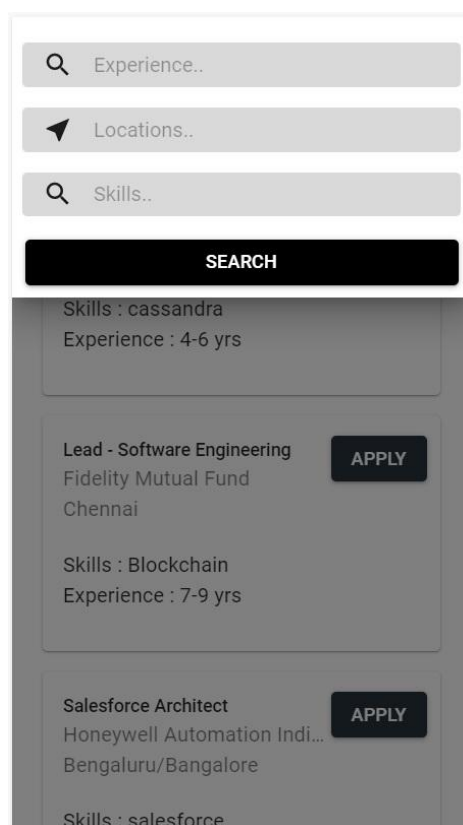 Experience..
Locations..
Skills..
SEARCH
Skills : cassandra
Experience : 4-6 yrs
Lead - Software Engineering
APPLY
Fidelity Mutual Fund
Chennai
Skills : Blockchain
Experience : 7-9 yrs
Salesforce Architect
APPLY
Honeywell Automation Indi...
Bengaluru/Bangalore
Skills : salesforce